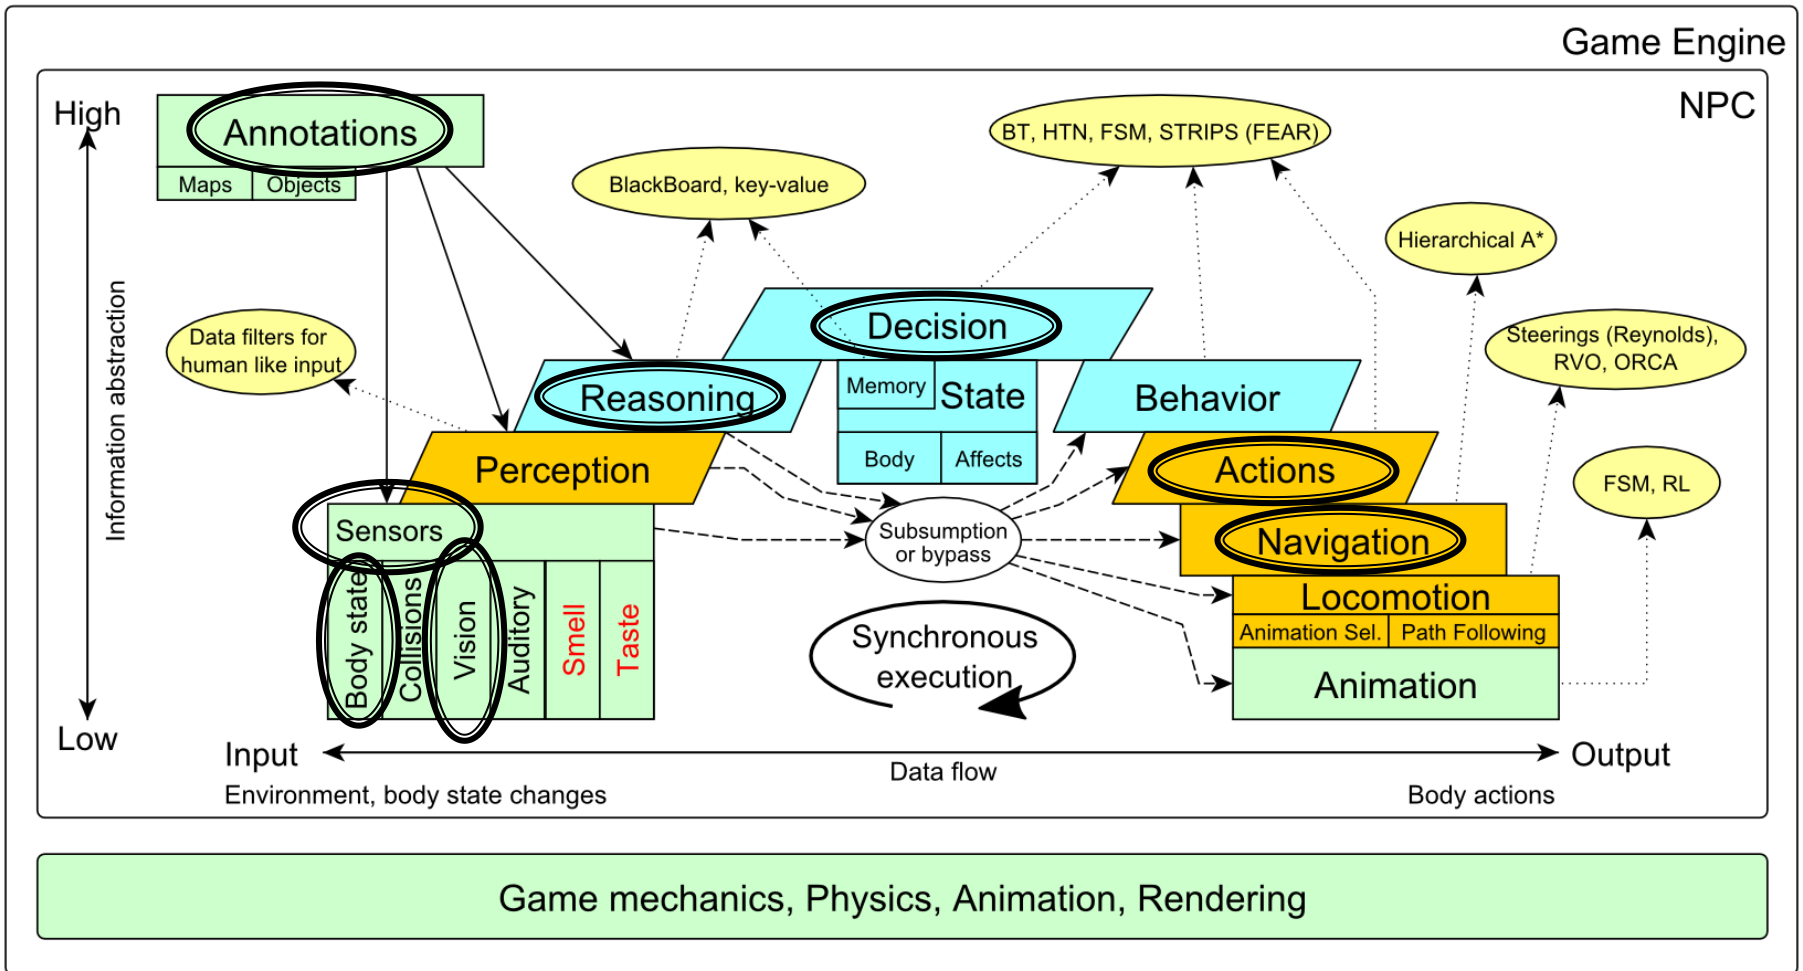 Game Engine
NPC
High
Annotations
Maps
Objects
BlackBoard, key-value
BT, HTN, FSM, STRIPS (FEAR)
Hierarchical A*
Information abstraction
Data filters for
human like input
Decision
Steerings (Reynolds),
RVO, ORCA
Reasoning
Memory
State
Behavior
Perception
Body
Affects
Actions
FSM, RL
Sensors
Subsumption
or bypass
Navigation
Body state
Collisions
Vision
Auditory
Smell
Taste
Locomotion
Animation Sel.
Path Following
Synchronous
execution
Animation
Low
Input
Data flow
Output
Environment, body state changes
Body actions
Game mechanics, Physics, Animation, Rendering